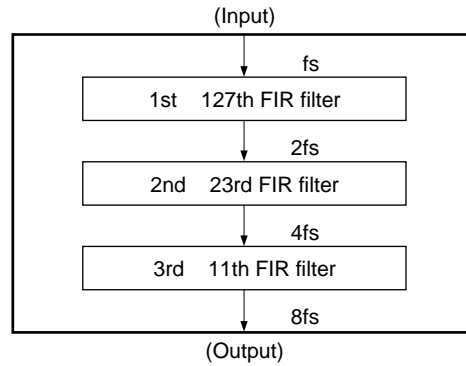 (Input)
fs
1st 127th FIR filter
2fs
2nd 23rd FIR filter
4fs
3rd 11th FIR filter
8fs
(Output)